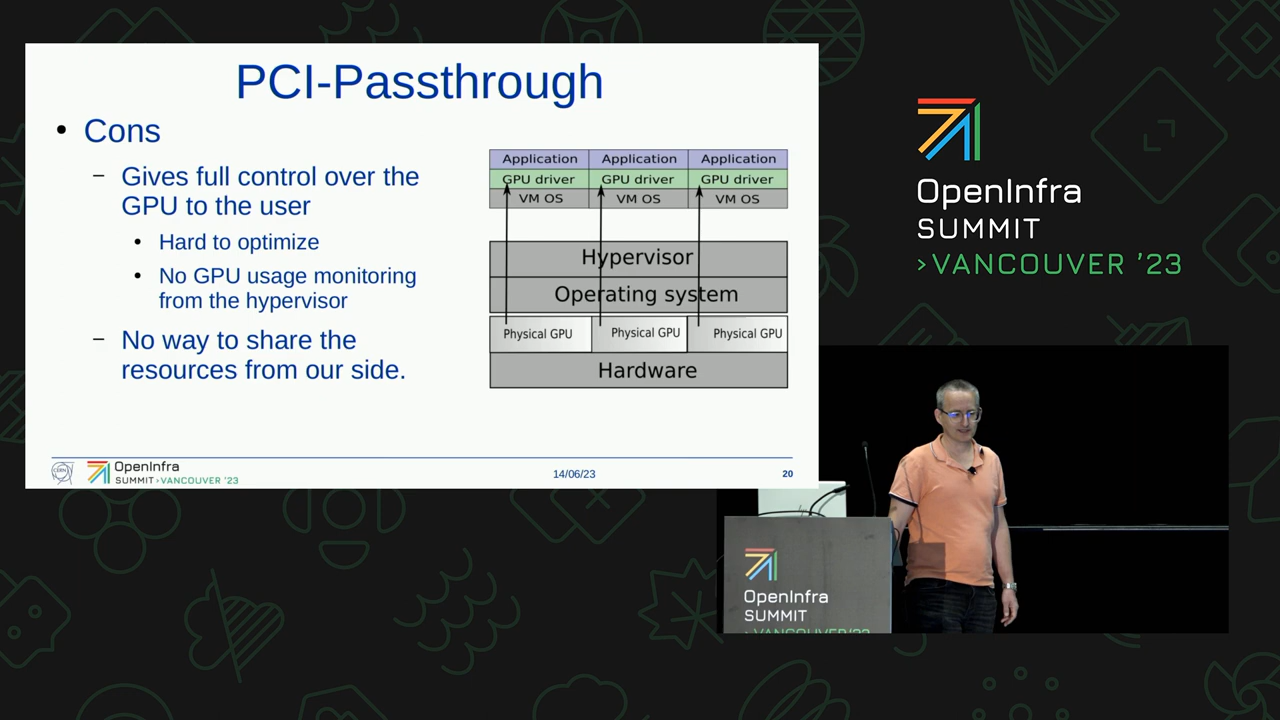 PCI-Passthrough
• Cons
– Gives full control over the
GPU to the user
• Hard to optimize
• No GPU usage monitoring
from the hypervisor
– No way to share the
resources from our side.
Application Application Application
GPU driver GPU driver GPU driver
VM OS VM OS VM OS
Hypervisor
Operating system
Physical GPU Physical GPU Physical GPU
Hardware
CERN
OpenInfra
SUMMIT›VANCOUVER '23
14/06/23
20
OpenInfra
SUMMIT
›VANCOUVER '23
OpenInfra
SUMMIT
›VANCOUVER'23